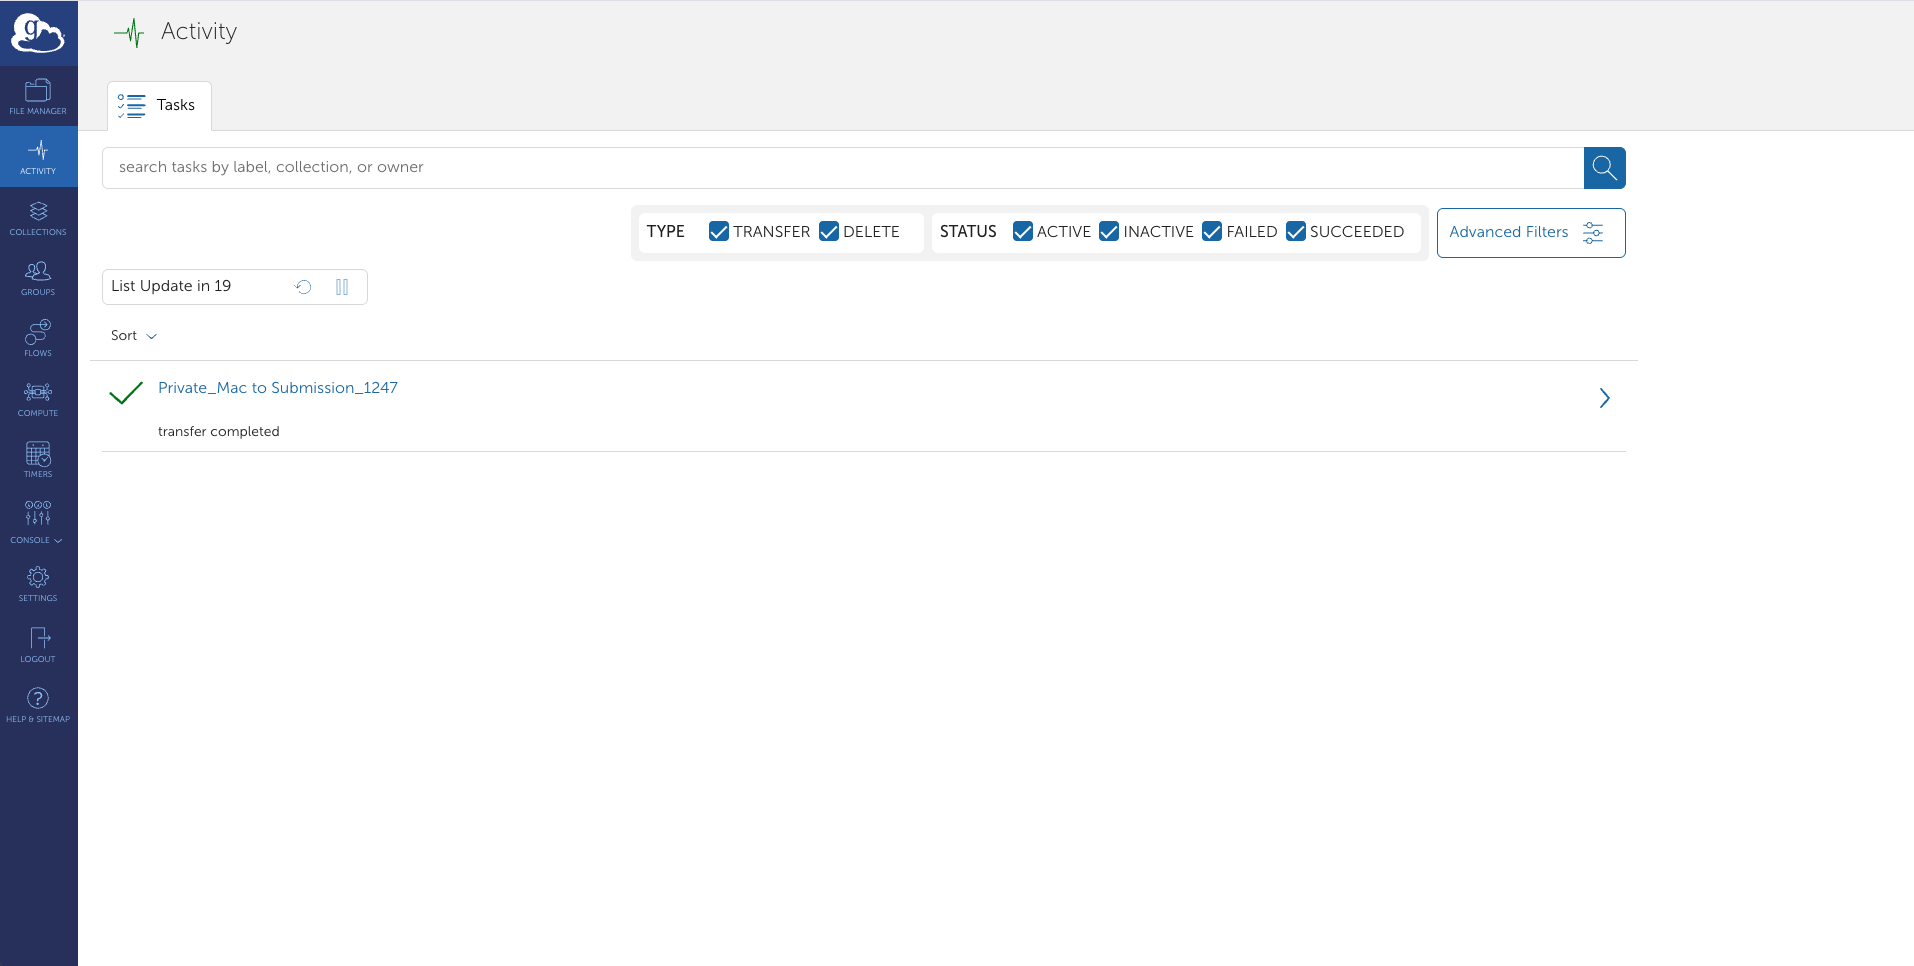 g
Activity
FILE MANAGER
Tasks
ACTIVITY
search tasks by label, collection, or owner
COLLECTIONS
TYPE TRANSFER DELETE STATUS ACTIVE INACTIVE FAILED SUCCEEDED Advanced Filters
GROUPS
List Update in 19
FLOWS
Sort
COMPUTE
Private_Mac to Submission_1247
transfer completed
TIMERS
CONSOLE
SETTINGS
LOGOUT
?
HELP & SITEMAP